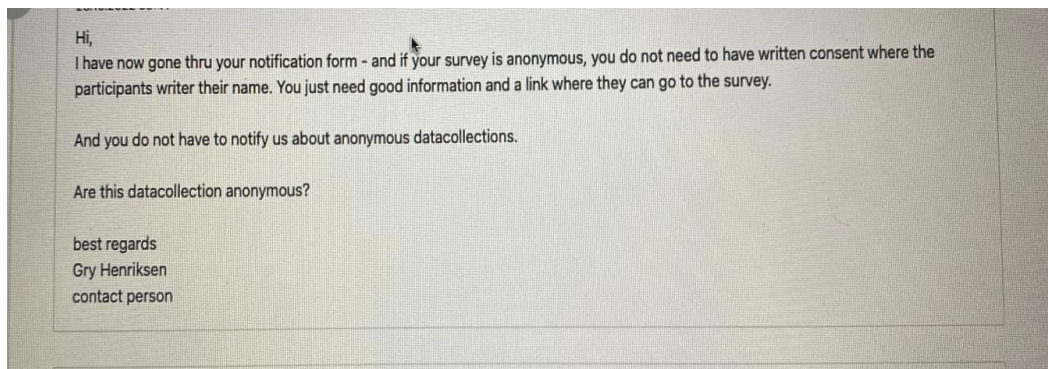 Hi,
I have now gone thru your notification form - and if your survey is anonymous, you do not need to have written consent where the
participants writer their name. You just need good information and a link where they can go to the survey.
And you do not have to notify us about anonymous datacollections.
Are this datacollection anonymous?
best regards
Gry Henriksen
contact person